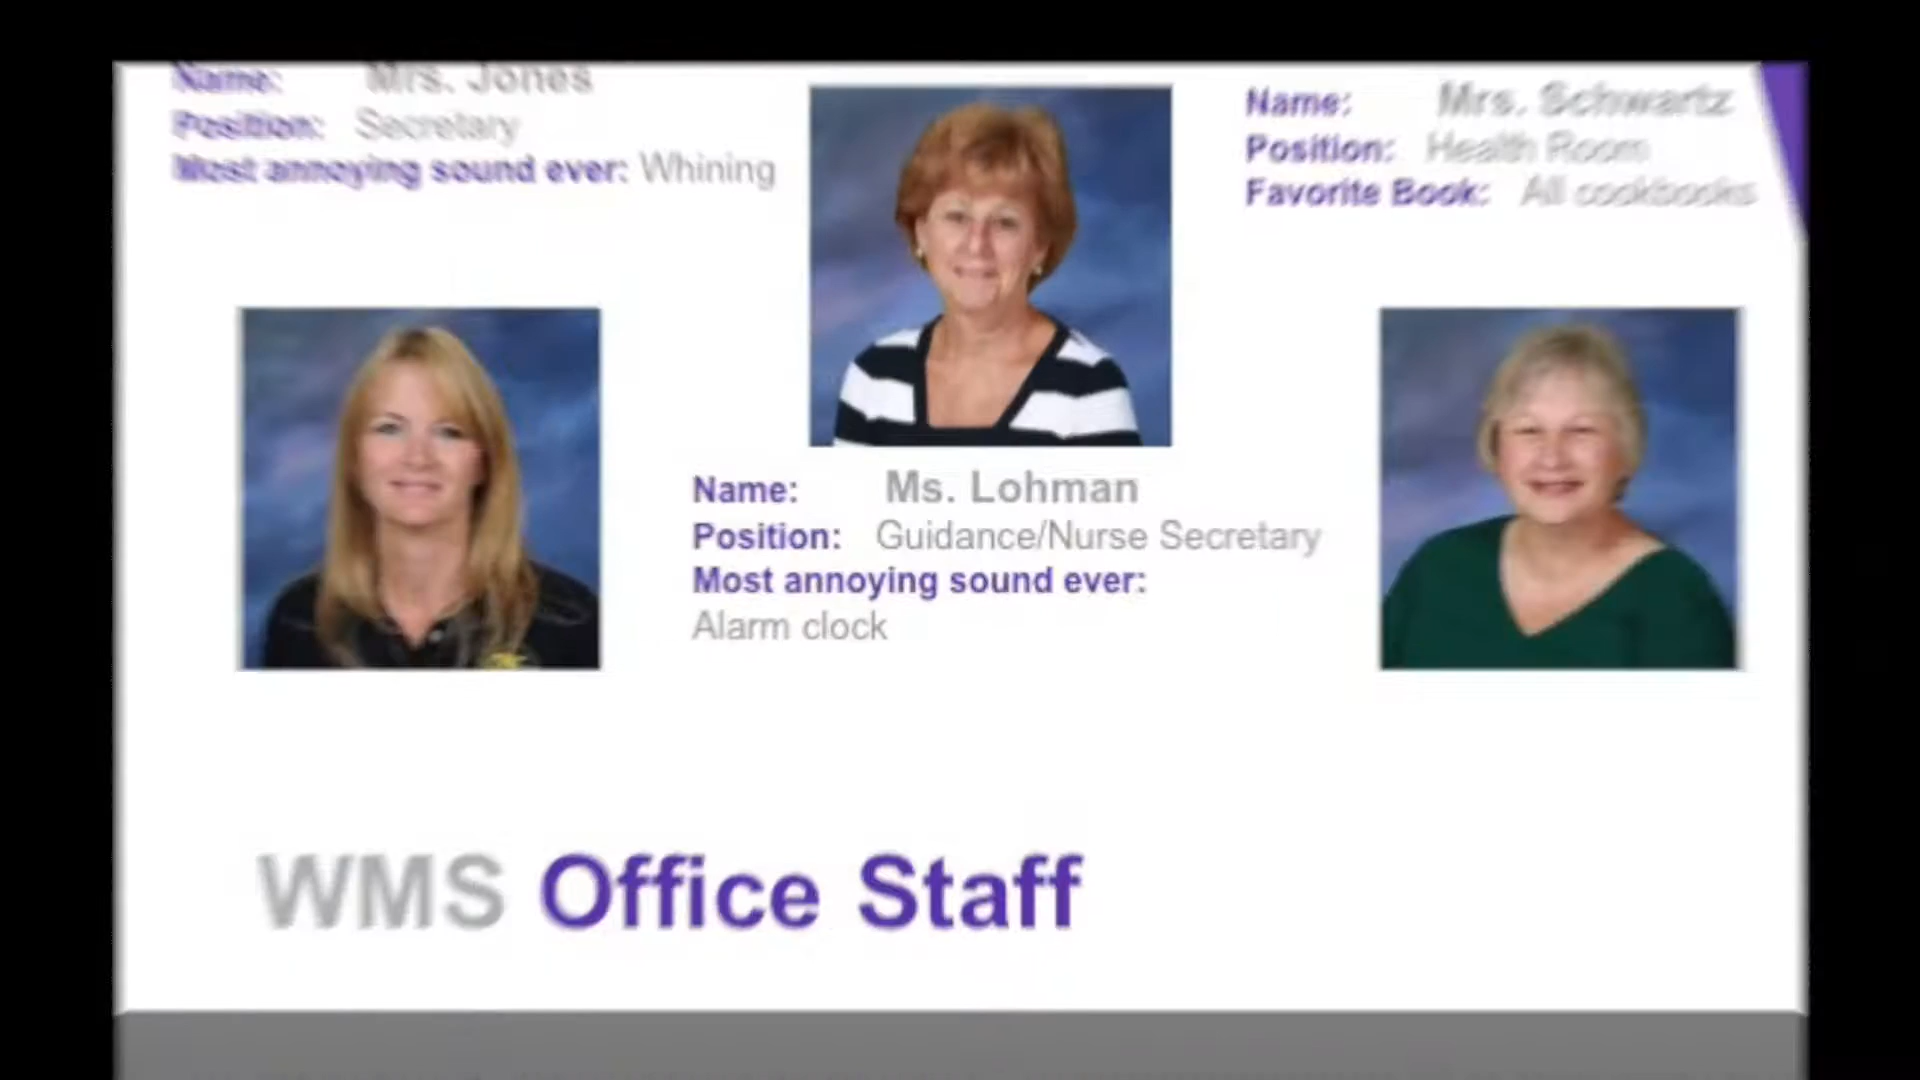 Name: Mrs. Jones
Position: Secretary
Most annoying sound ever: Whining
Name: Mrs. Schwartz
Position: Health Room
Favorite Book: All cookbooks
Name: Ms. Lohman
Position: Guidance/Nurse Secretary
Most annoying sound ever:
Alarm clock
WMS Office Staff